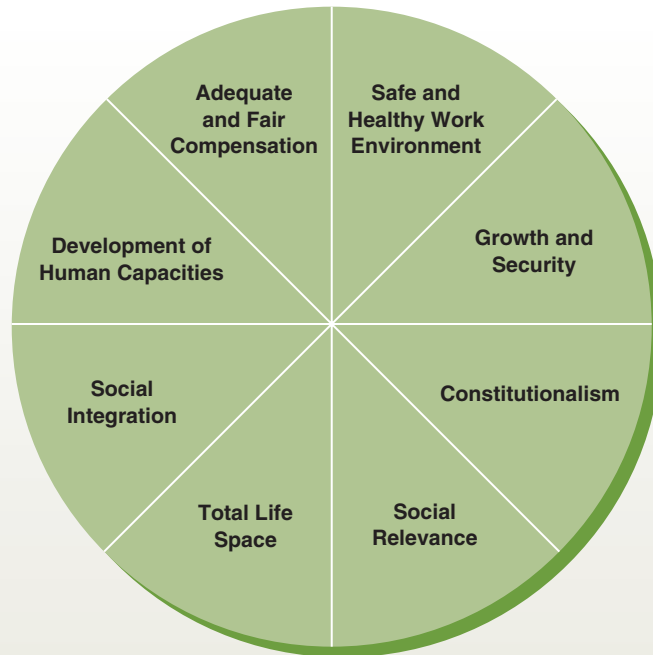 Adequate
and Fair
Compensation
Safe and
Healthy Work
Environment
Growth and
Security
Constitutionalism
Social
Relevance
Total Life
Space
Social
Integration
Development of
Human Capacities